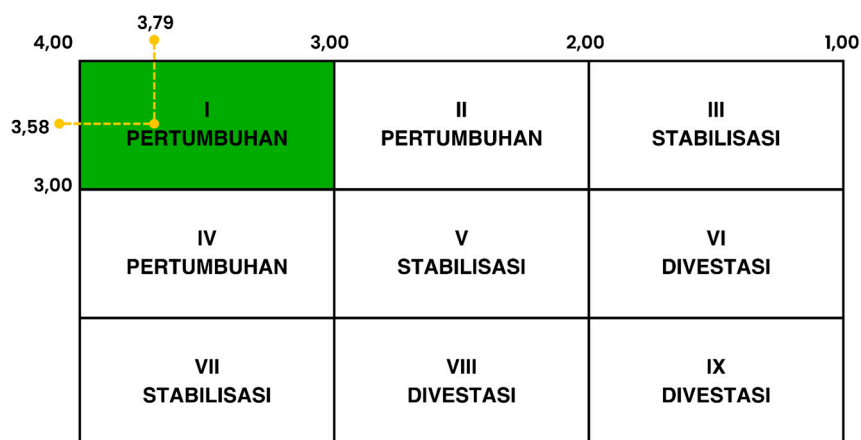 3,79
4,00
3,00
2,00
1,00
I
PERTUMBUHAN
II
PERTUMBUHAN
III
STABILISASI
3,58
3,00
IV
PERTUMBUHAN
V
STABILISASI
VI
DIVESTASI
VII
STABILISASI
VIII
DIVESTASI
IX
DIVESTASI